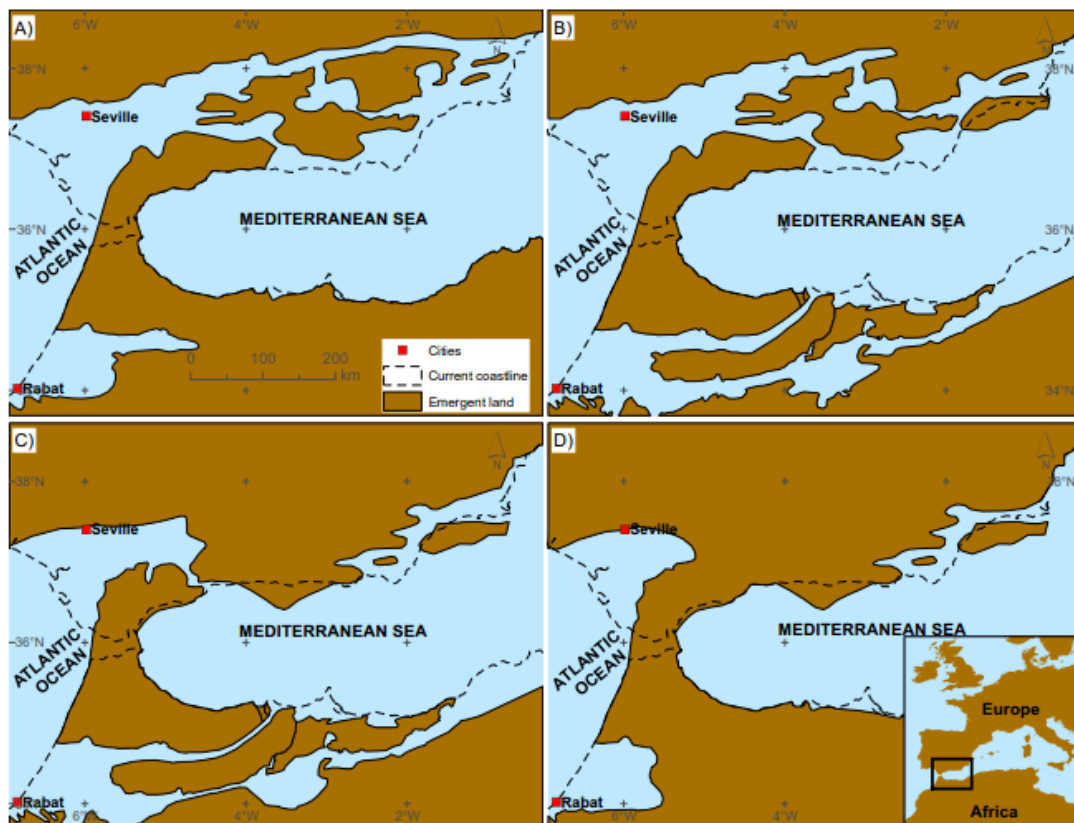 A)
6°W
4°W
2°W
N
38°N
Seville
MEDITERRANEAN SEA
36°N
ATLANTIC
OCEAN
0 100 200
km
Rabat
Cities
Current coastline
Emergent land
B)
6°W
4°W
2°W
N
38°N
Seville
MEDITERRANEAN SEA
36°N
ATLANTIC
OCEAN
Rabat
34°N
C)
N
38°N
Seville
MEDITERRANEAN SEA
36°N
ATLANTIC
OCEAN
Rabat
6°W
4°W
2°W
D)
N
38°N
Seville
MEDITERRANEAN SEA
ATLANTIC
OCEAN
Rabat
6°W
4°W
Europe
Africa